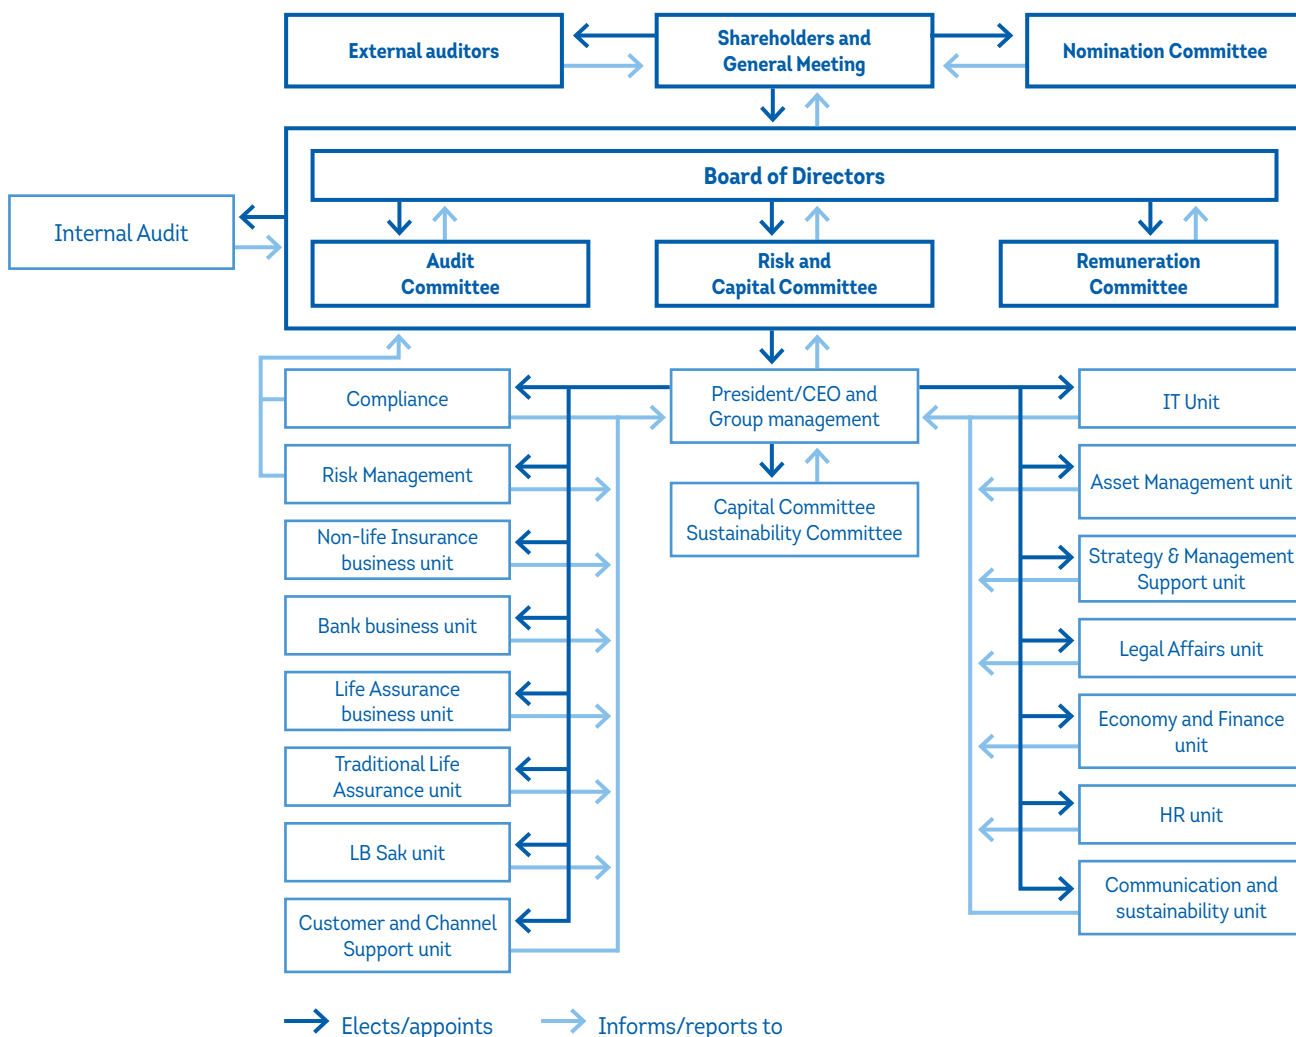 External auditors
Shareholders and
General Meeting
Nomination Committee
Board of Directors
Internal Audit
Audit
Committee
Risk and
Capital Committee
Remuneration
Committee
Compliance
President/CEO and
Group management
IT Unit
Risk Management
Asset Management unit
Capital Committee
Sustainability Committee
Non-life Insurance
business unit
Strategy & Management
Support unit
Bank business unit
Legal Affairs unit
Life Assurance
business unit
Economy and Finance
unit
Traditional Life
Assurance unit
HR unit
LB Sak unit
Communication and
sustainability unit
Customer and Channel
Support unit
Elects/appoints
Informs/reports to